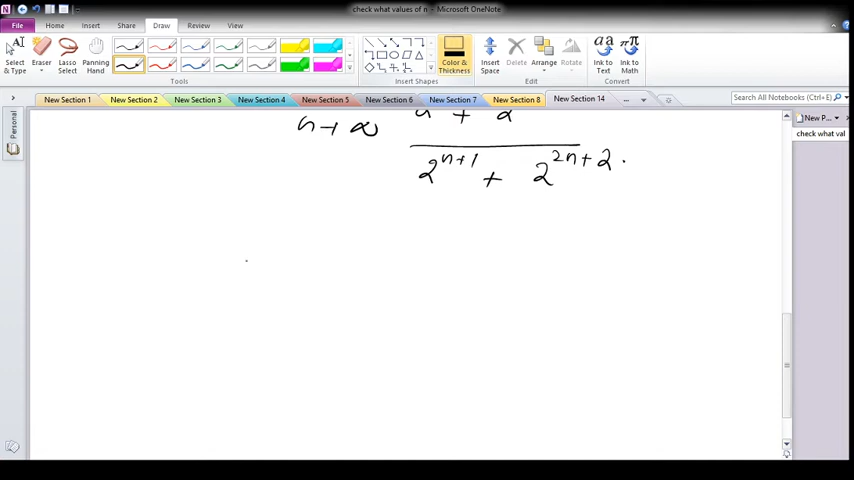 check what values of n - Microsoft OneNote
File Home Insert Share Draw Review View
Select & Type
Eraser
Lasso Select
Panning Hand
Color & Thickness
Insert Space
Delete
Arrange
Rotate
Ink to Text
Ink to Math
Tools Insert Shapes Edit Convert
New Section 1 New Section 2 New Section 3 New Section 4 New Section 5 New Section 6 New Section 7 New Section 8 New Section 14 ... Search All Notebooks (Ctrl+E)
Personal
New P...
check what val
n→∞
2^{n+1} + 2^{2n+2}.